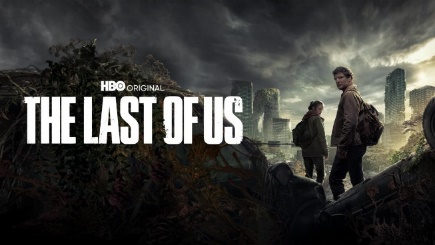 HBO ORIGINAL
THE LAST OF US